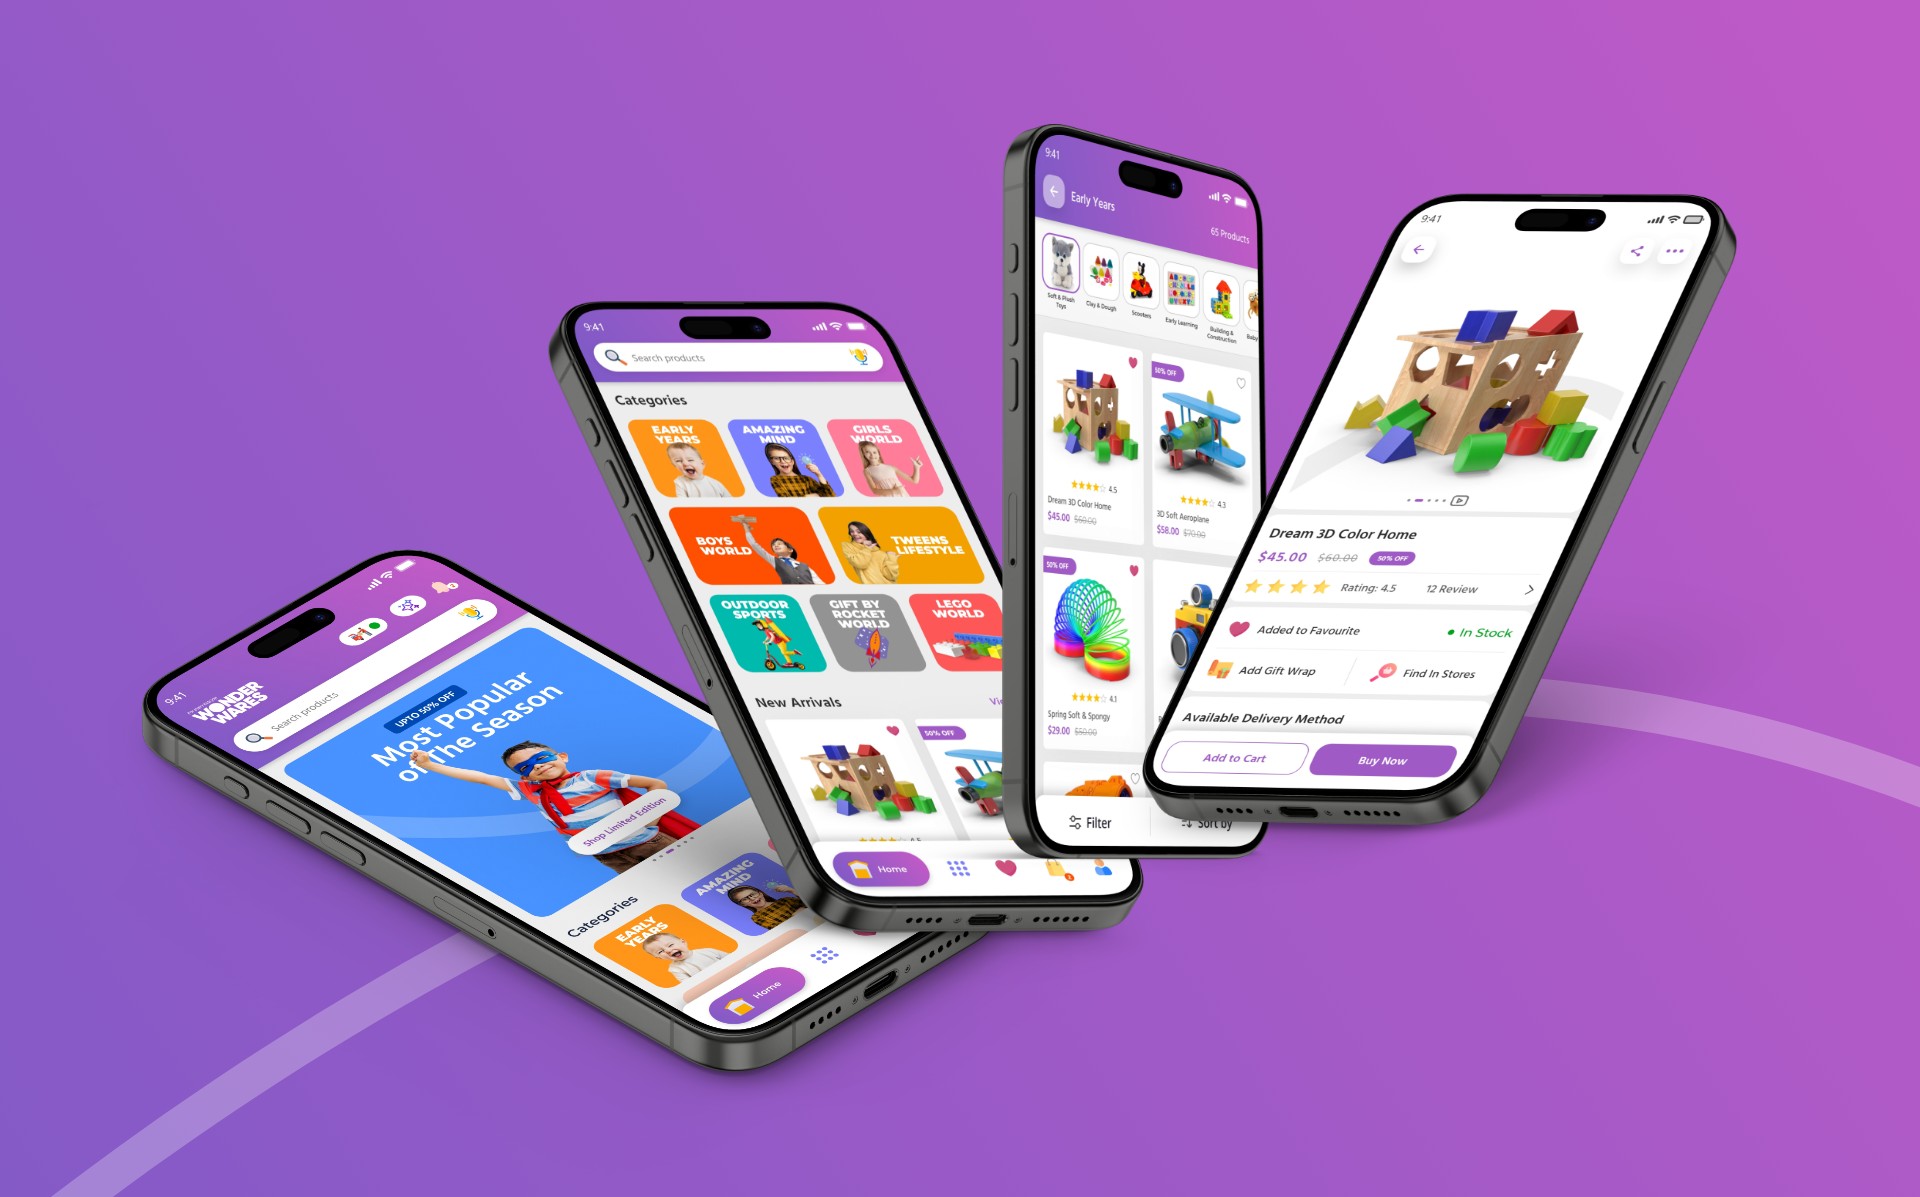 9:41
WONDER
WARES
Search products
UPTO 50% OFF
Most Popular
of The Season
Shop Limited Edition
Categories
EARLY
YEARS
AMAZING
MIND
Home
9:41
Search products
Categories
EARLY
YEARS
AMAZING
MIND
GIRLS
WORLD
BOYS
WORLD
TWEENS
LIFESTYLE
OUTDOOR
SPORTS
GIFT BY
ROCKET
WORLD
LEGO
WORLD
New Arrivals
50% OFF
Home
9:41
Early Years
65 Products
Soft & Plush
Toys
Clay & Dough
Scooters
Early Learning
Building &
Construction
4.5
Dream 3D Color Home
$45.00 $60.00
50% OFF
4.3
3D Soft Aeroplane
$58.00 $70.00
50% OFF
4.1
Spring Soft & Spongy
$29.00 $50.00
Filter
Sort by
9:41
Dream 3D Color Home
$45.00 $60.00 50% OFF
Rating: 4.5 12 Review
Added to Favourite
In Stock
Add Gift Wrap
Find In Stores
Available Delivery Method
Add to Cart
Buy Now